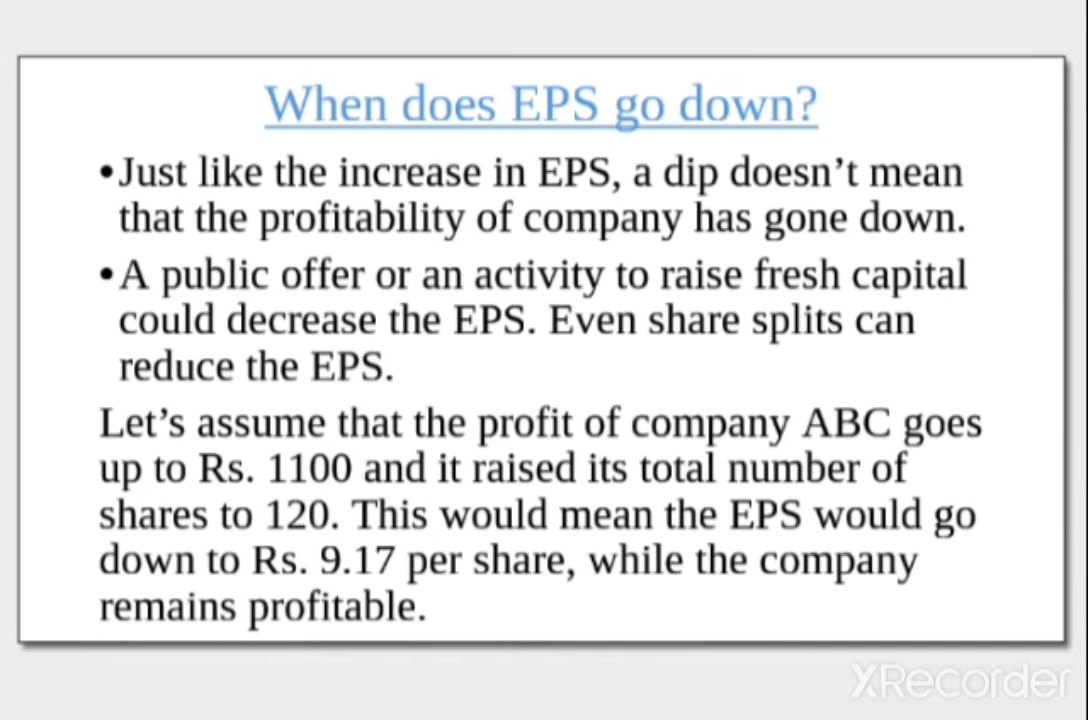 When does EPS go down?
•Just like the increase in EPS, a dip doesn’t mean
that the profitability of company has gone down.
•A public offer or an activity to raise fresh capital
could decrease the EPS. Even share splits can
reduce the EPS.
Let’s assume that the profit of company ABC goes
up to Rs. 1100 and it raised its total number of
shares to 120. This would mean the EPS would go
down to Rs. 9.17 per share, while the company
remains profitable.
XRecorder